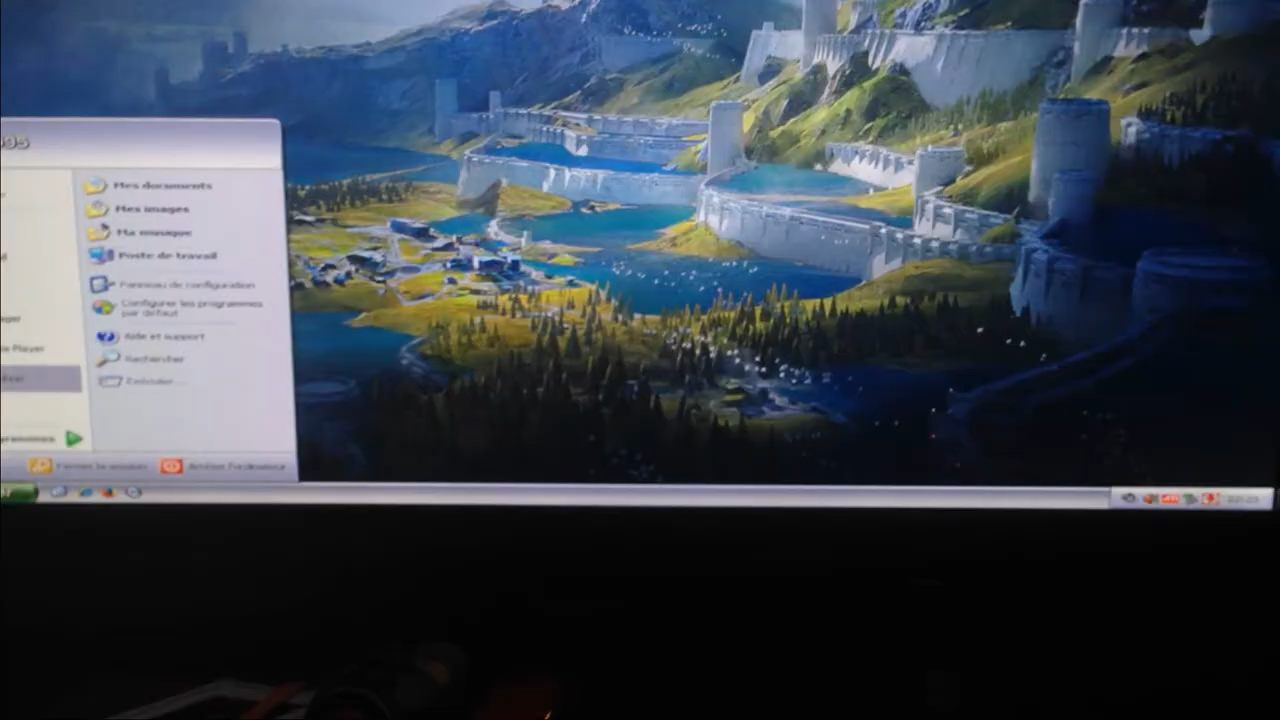 Mes documents
Mes images
Ma musique
Poste de travail
Panneau de configuration
Configurer les programmes
par défaut
Aide et support
Rechercher
Exécuter...
Player
Fermer la session
Arrêter l'ordinateur